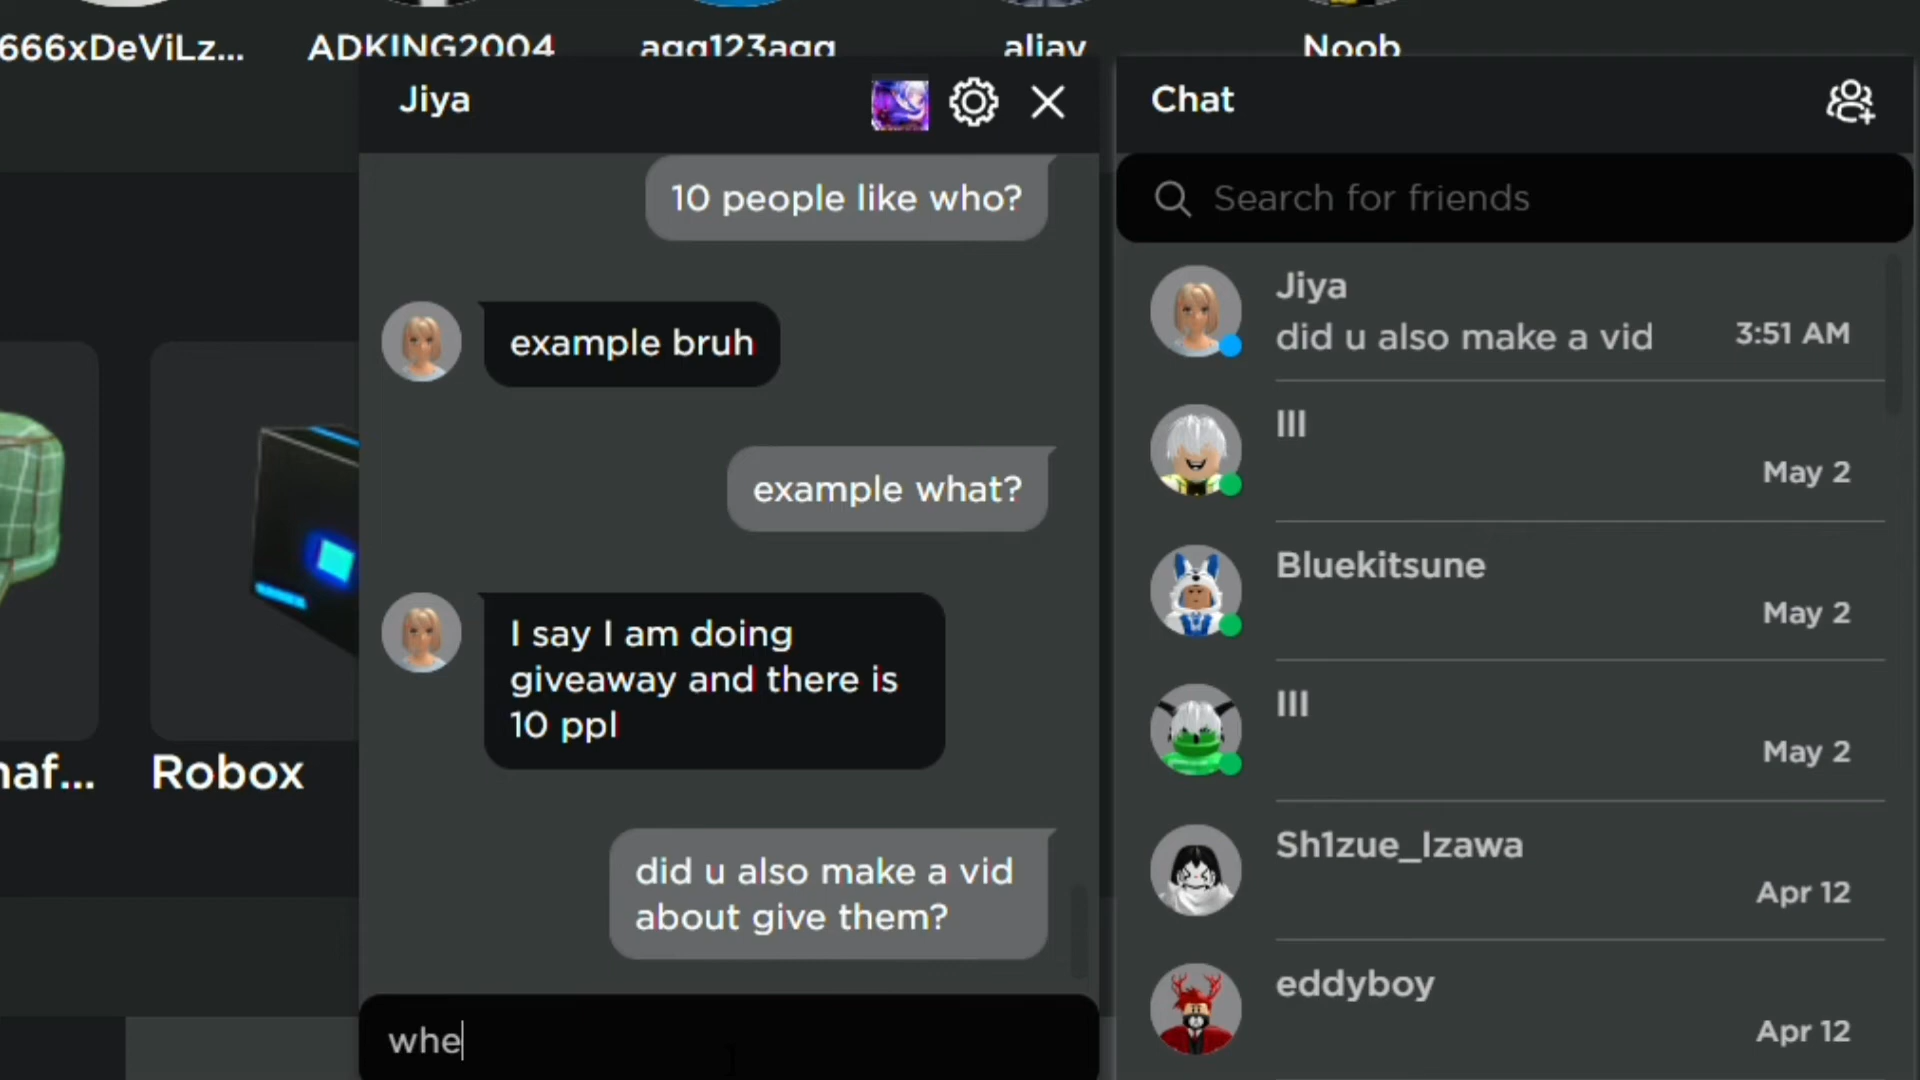 666xDeViLz...
ADKING2004
agg123agg
aliay
Noob
Jiya
10 people like who?
example bruh
example what?
I say I am doing
giveaway and there is
10 ppl
did u also make a vid
about give them?
whe
Chat
Search for friends
Jiya
did u also make a vid
3:51 AM
III
May 2
Bluekitsune
May 2
III
May 2
Sh1zue_Izawa
Apr 12
eddyboy
Apr 12
naf...
Robox